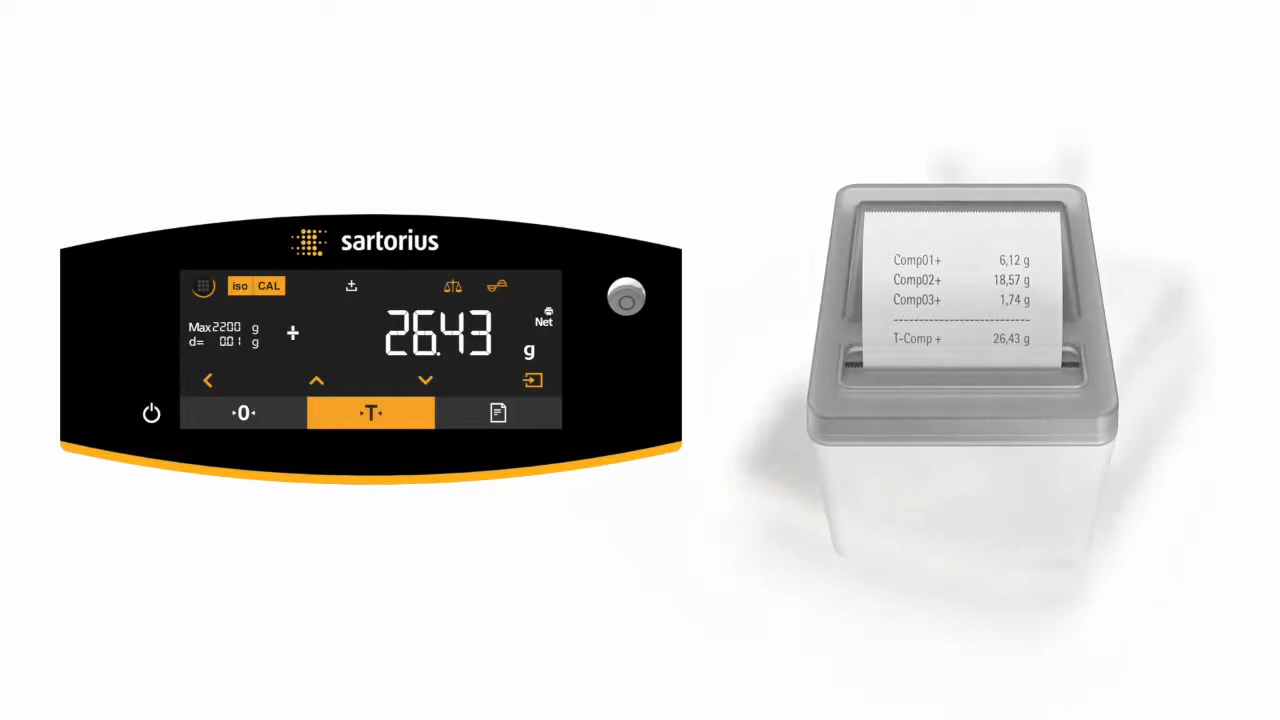 sartorius
iso CAL
Max 2200 g
d= 0.01 g
+ 26.43 g
Net
0
T
Comp01+ 6,12 g
Comp02+ 18,57 g
Comp03+ 1,74 g
--------------------------
T-Comp + 26,43 g